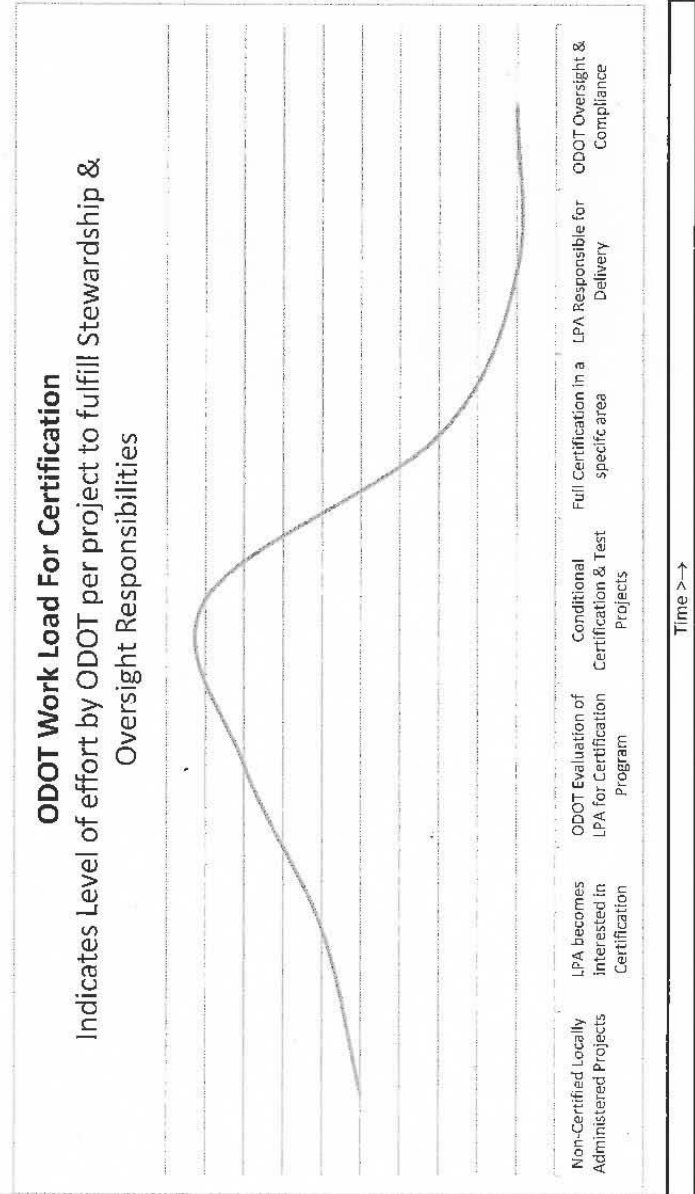 ODOT Work Load For Certification
Indicates Level of effort by ODOT per project to fulfill Stewardship &
Oversight Responsibilities
Non-Certified Locally
Administered Projects
LPA becomes
interested in
Certification
ODOT Evaluation of
LPA for Certification
Program
Conditional
Certification & Test
Projects
Full Certification in a
specifc area
LPA Responsible for
Delivery
ODOT Oversight &
Compliance
Time >→